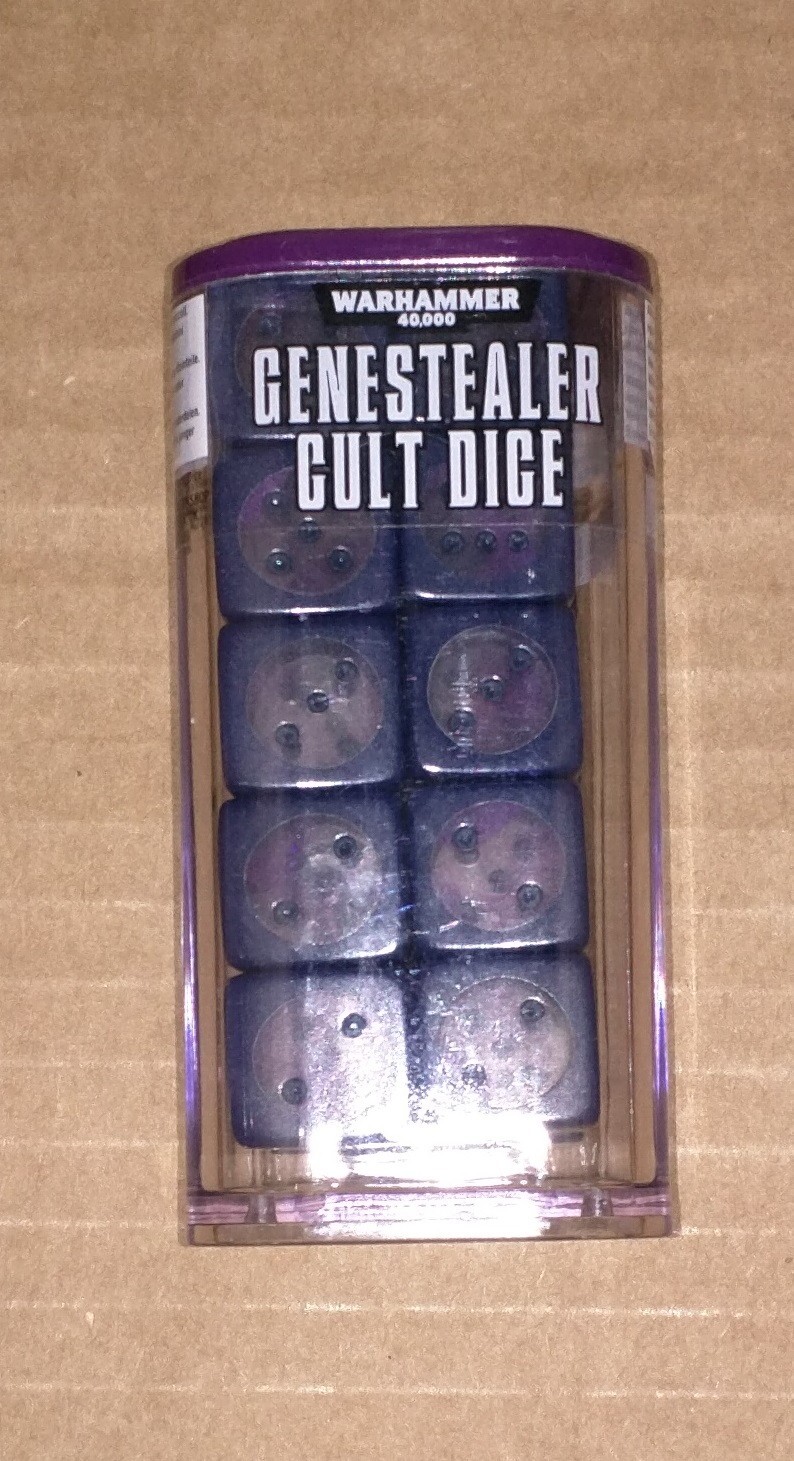 WARHAMMER
40,000
GENESTEALER
CULT DICE